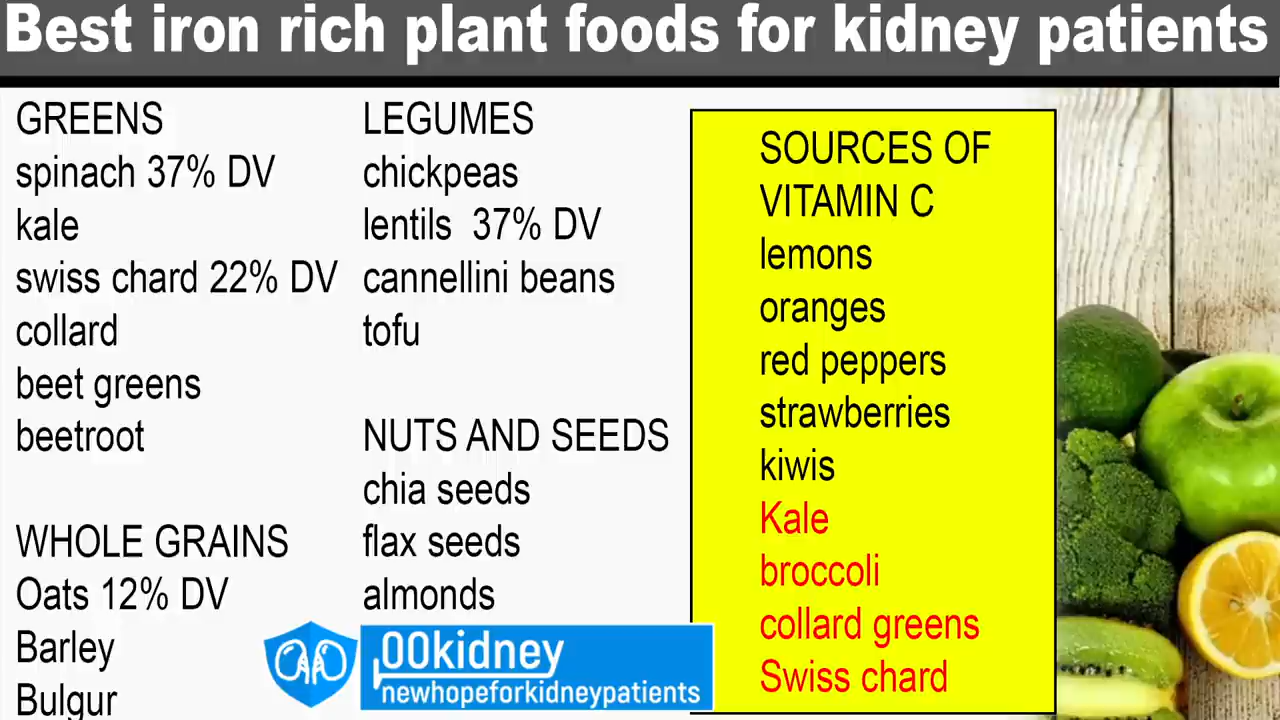 Best iron rich plant foods for kidney patients
GREENS
spinach 37% DV
kale
swiss chard 22% DV
collard
beet greens
beetroot
WHOLE GRAINS
Oats 12% DV
Barley
Bulgur
LEGUMES
chickpeas
lentils 37% DV
cannellini beans
tofu
NUTS AND SEEDS
chia seeds
flax seeds
almonds
SOURCES OF
VITAMIN C
lemons
oranges
red peppers
strawberries
kiwis
Kale
broccoli
collard greens
Swiss chard
00kidney
newhopeforkidneypatients